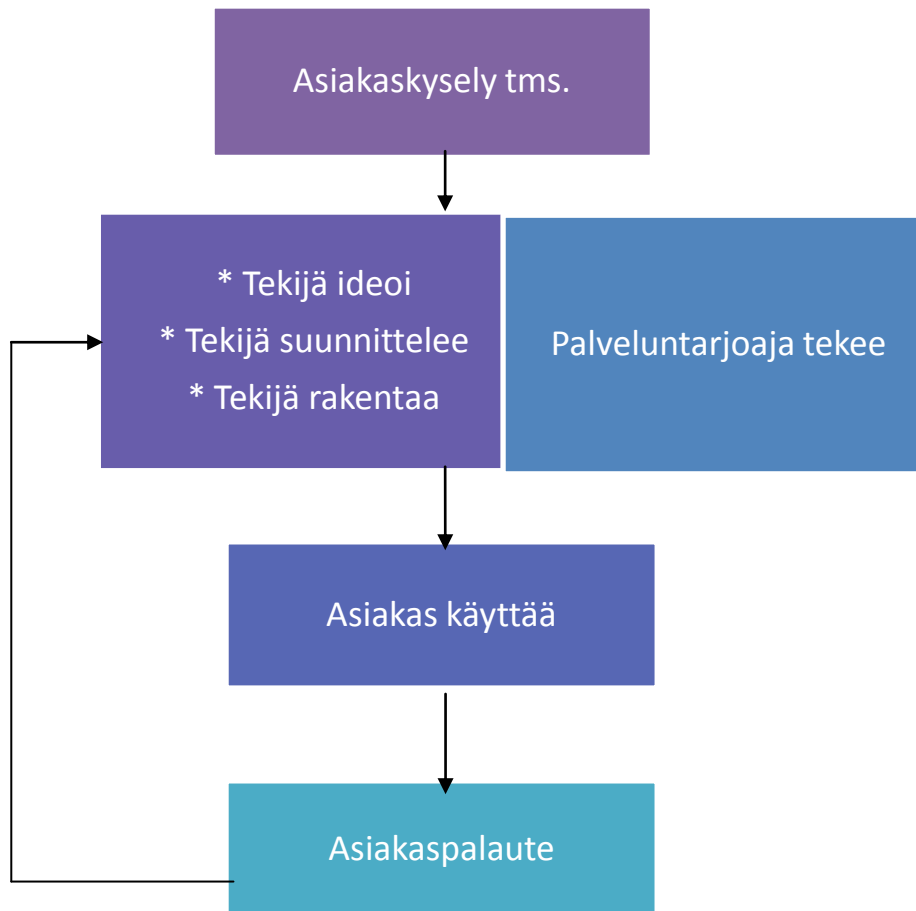 Asiakaskysely tms.
* Tekijä ideoi
* Tekijä suunnittelee
* Tekijä rakentaa
Palveluntarjoaja tekee
Asiakas käyttää
Asiakaspalaute